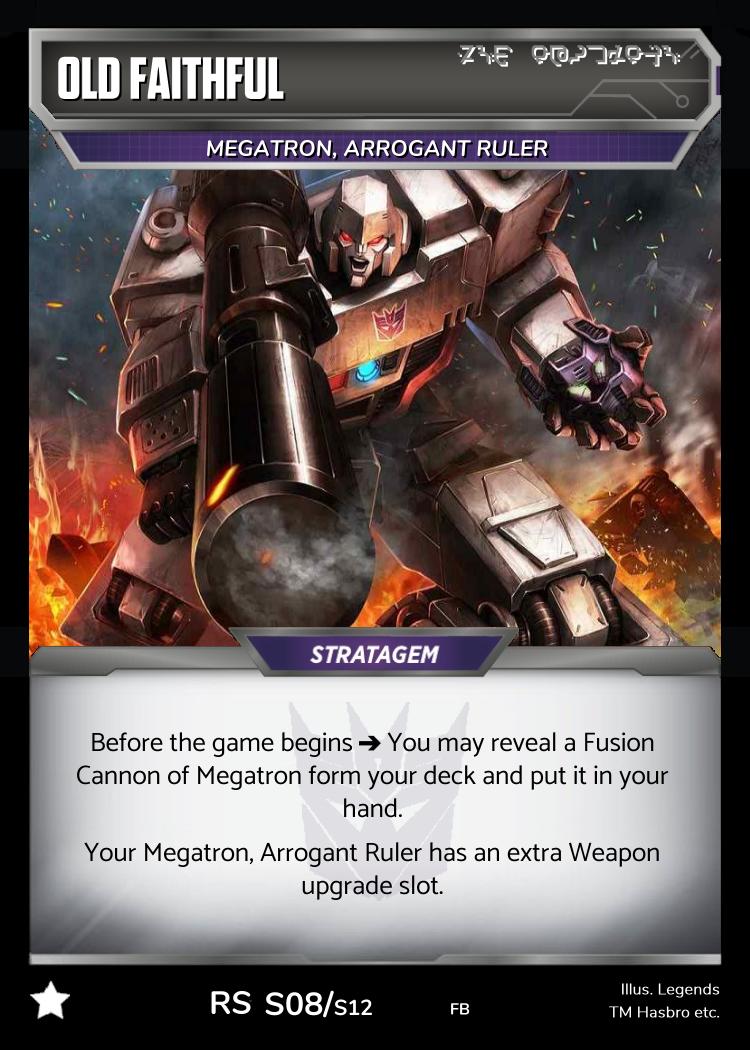 OLD FAITHFUL
MEGATRON, ARROGANT RULER
STRATAGEM
Before the game begins ➔ You may reveal a Fusion
Cannon of Megatron form your deck and put it in your
hand.
Your Megatron, Arrogant Ruler has an extra Weapon
upgrade slot.
RS S08/S12
FB
Illus. Legends
TM Hasbro etc.